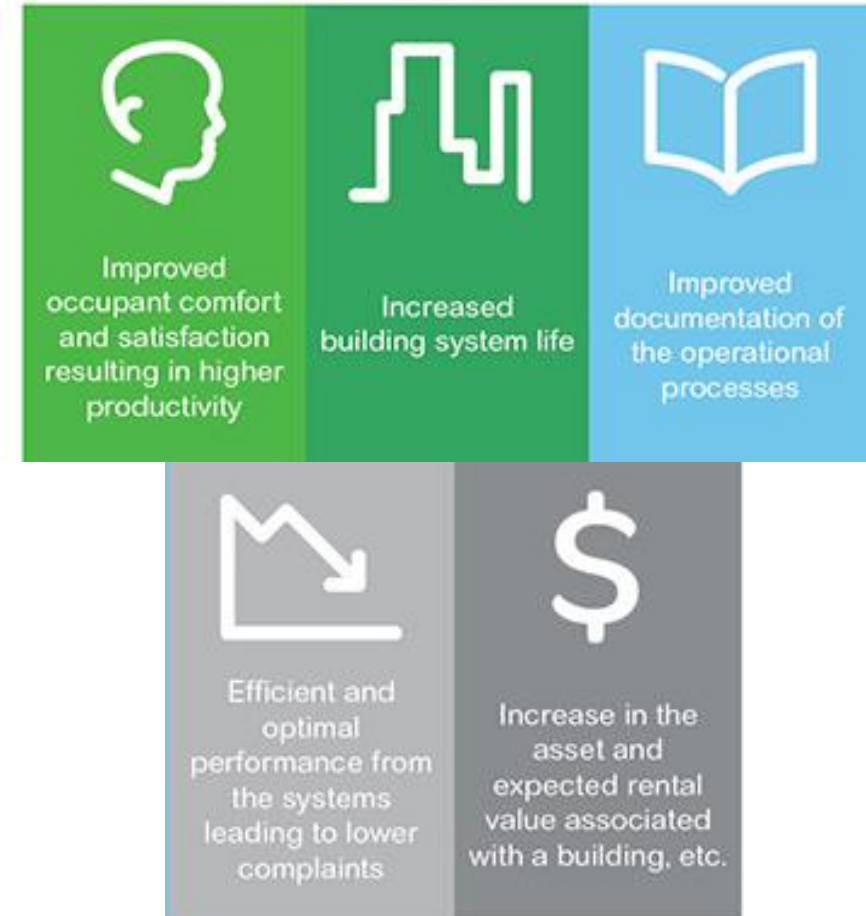 Improved
occupant comfort
and satisfaction
resulting in higher
productivity
Increased
building system life
Improved
documentation of
the operational
processes
Efficient and
optimal
performance from
the systems
leading to lower
complaints
$
Increase in the
asset and
expected rental
value associated
with a building, etc.